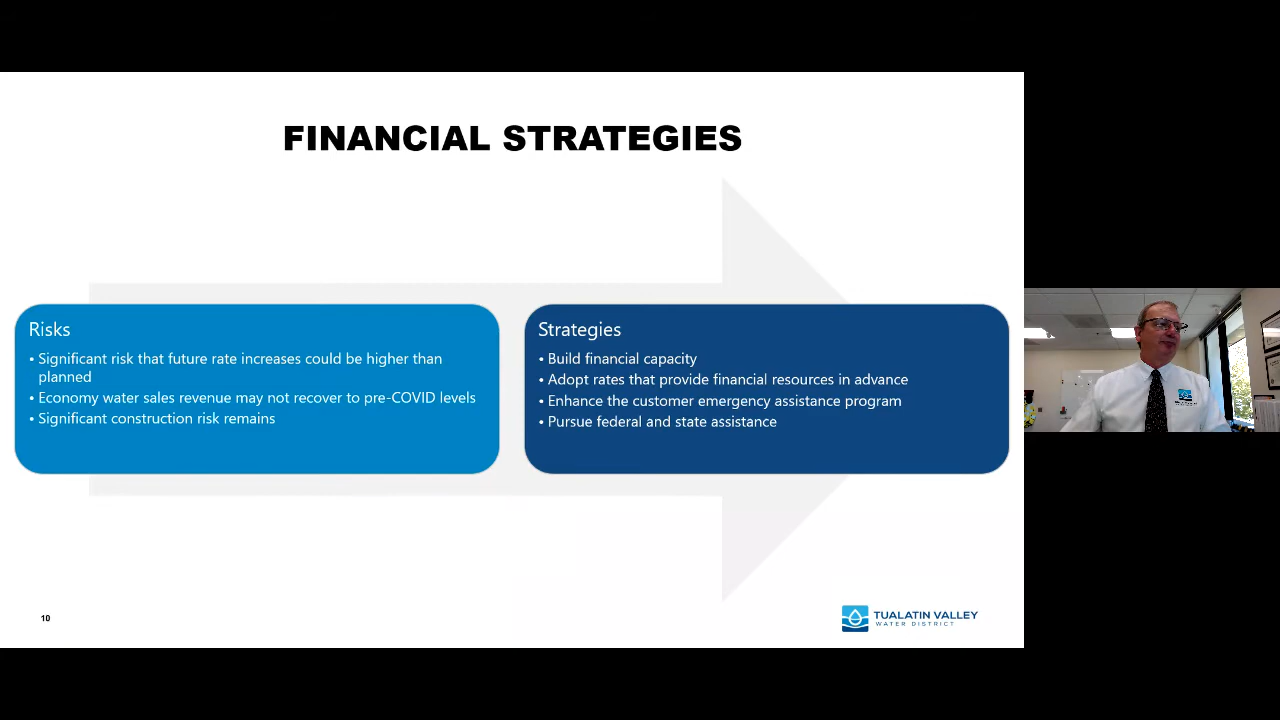 FINANCIAL STRATEGIES
Risks
• Significant risk that future rate increases could be higher than
planned
• Economy water sales revenue may not recover to pre-COVID levels
• Significant construction risk remains
Strategies
• Build financial capacity
• Adopt rates that provide financial resources in advance
• Enhance the customer emergency assistance program
• Pursue federal and state assistance
10
TUALATIN VALLEY
WATER DISTRICT